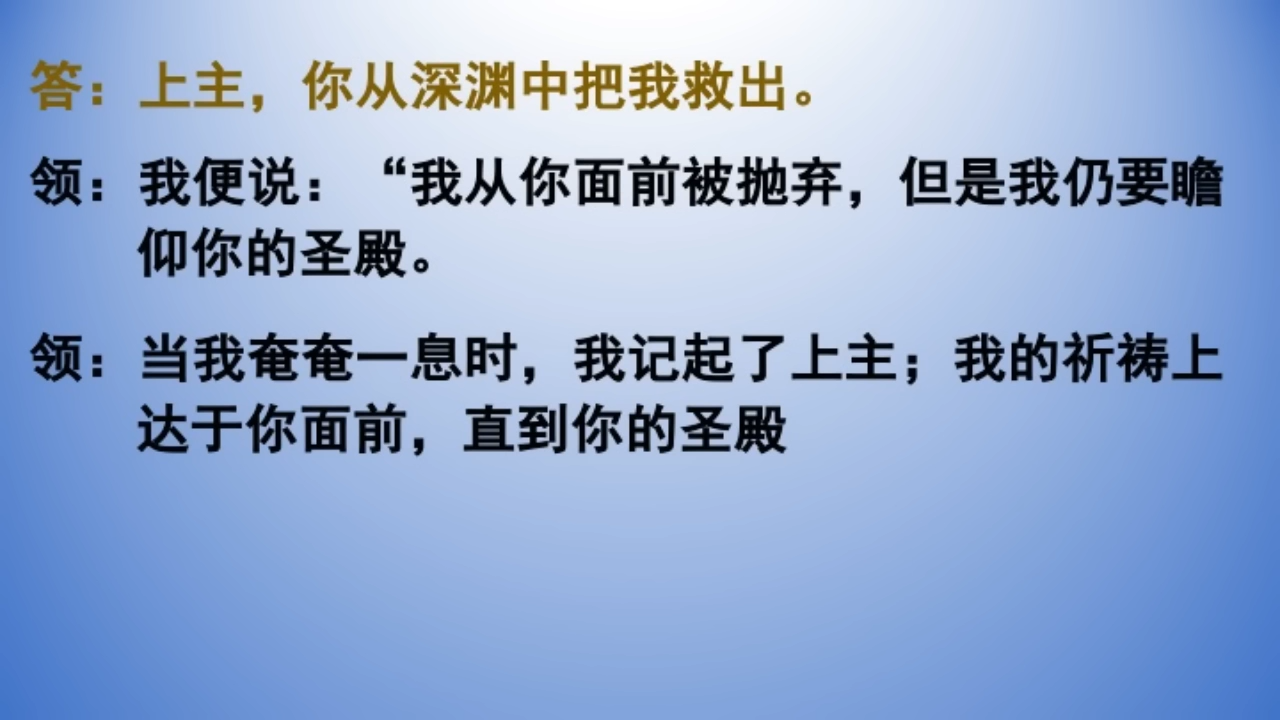 答：上主，你从深渊中把我救出。
领：我便说：“我从你面前被抛弃，但是我仍要瞻
仰你的圣殿。
领：当我奄奄一息时，我记起了上主；我的祈祷上
达于你面前，直到你的圣殿